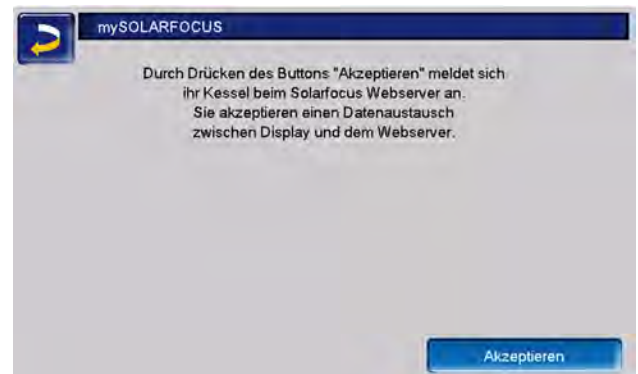 mySOLARFOCUS
Durch Drücken des Buttons "Akzeptieren" meldet sich
ihr Kessel beim Solarfocus Webserver an.
Sie akzeptieren einen Datenaustausch
zwischen Display und dem Webserver.
Akzeptieren